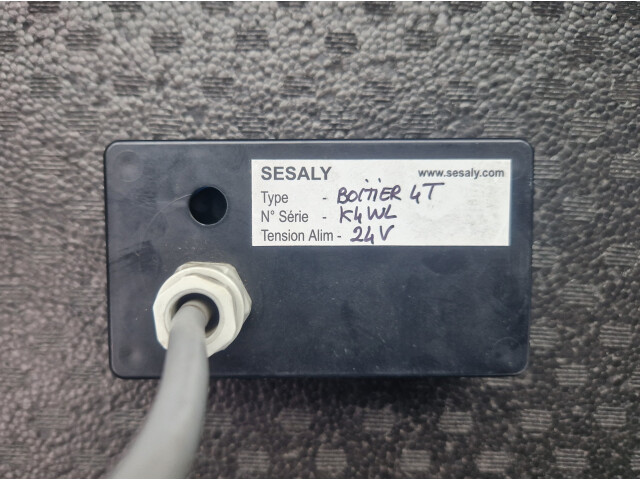 SESALY www.sesaly.com
Type - BOITIER 4T
N° Série - K4WL
Tension Alim - 24V